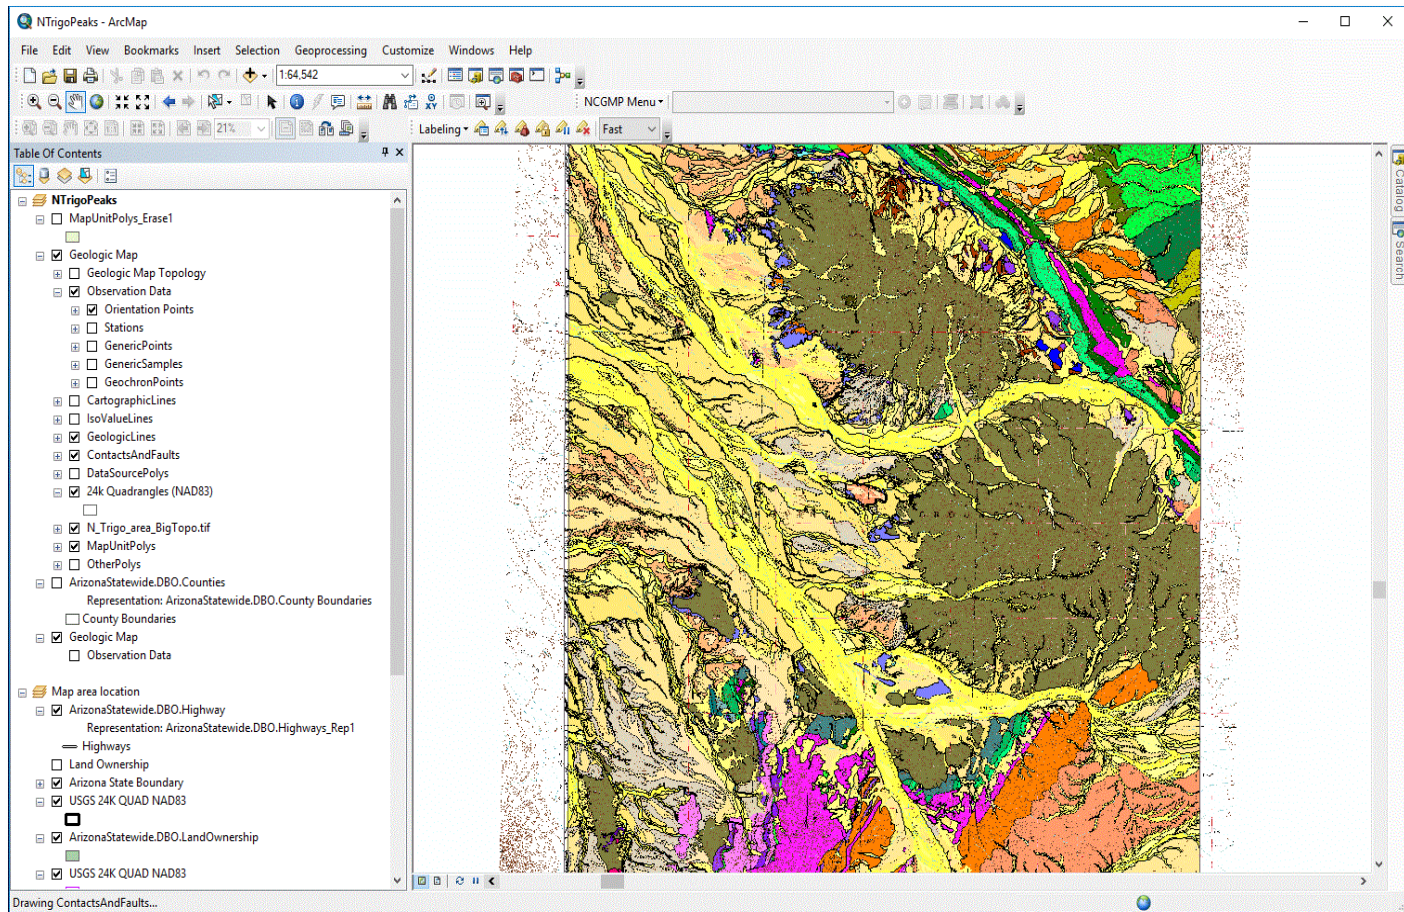 NTrigoPeaks - ArcMap
File Edit View Bookmarks Insert Selection Geoprocessing Customize Windows Help
1:64,542
NCGMP Menu
21%
Labeling
Fast
Table Of Contents
NTrigoPeaks
MapUnitPolys_Erase1
Geologic Map
Geologic Map Topology
Observation Data
Orientation Points
Stations
GenericPoints
GenericSamples
GeochronPoints
CartographicLines
IsoValueLines
GeologicLines
ContactsAndFaults
DataSourcePolys
24k Quadrangles (NAD83)
N_Trigo_area_BigTopo.tif
MapUnitPolys
OtherPolys
ArizonaStatewide.DBO.Counties
Representation: ArizonaStatewide.DBO.County Boundaries
County Boundaries
Geologic Map
Observation Data
Map area location
ArizonaStatewide.DBO.Highway
Representation: ArizonaStatewide.DBO.Highways_Rep1
Highways
Land Ownership
Arizona State Boundary
USGS 24K QUAD NAD83
ArizonaStatewide.DBO.LandOwnership
USGS 24K QUAD NAD83
Catalog
Search
Drawing ContactsAndFaults...